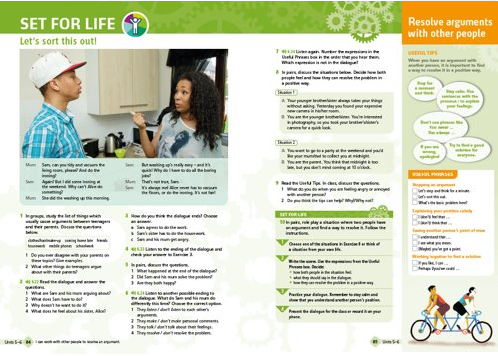 SET FOR LIFE
Let's sort this out!
Mum: Sam, can you tidy and vacuum the
living room, please? And do the
ironing?
Sam: Again? But I did some ironing at
the weekend. Why can't Alice do
something?
Mum: She did the washing up this morning.
Sam: But washing up's really easy – and it's
quick! Why do I have to do all the boring
jobs?
Mum: That's not true, Sam.
Sam: It's always me! Alice never has to vacuum
the floors, or do the ironing. It's not fair!
1 In groups, study the list of things which
usually cause arguments between teenagers
and their parents. Discuss the questions
below.
clothes/hair/make-up coming home late friends
housework mobile phones schoolwork
1 Do you ever disagree with your parents on
these topics? Give examples.
2 What other things do teenagers argue
about with their parents?
2 Read the dialogue and answer the
questions.
1 What are Sam and his mum arguing about?
2 What does Sam have to do?
3 Why doesn't he want to do it?
4 What does he feel about his sister, Alice?
3 How do you think the dialogue ends? Choose
an answer.
a Sam agrees to do the work.
b Sam's sister has to do the housework.
c Sam and his mum get angry.
4 Listen to the ending of the dialogue and
check your answer to Exercise 3.
5 In pairs, discuss the questions.
1 What happened at the end of the dialogue?
2 Did Sam and his mum solve the problem?
3 Are they both happy?
6 Listen to another possible ending to
the dialogue. What do Sam and his mum do
differently this time? Choose the correct option.
1 They listen / don't listen to each other's
arguments.
2 They make / don't make personal comments.
3 They talk / don't talk about their feelings.
4 They resolve / don't resolve the problem.
Units 5–6 84 I can work with other people to resolve an argument.
7 Listen again. Number the expressions in the
Useful Phrases box in the order that you hear them.
Which expression is not in the dialogue?
8 In pairs, discuss the situations below. Decide how both
people feel and how they can resolve the problem in
a positive way.
Situation 1
A Your younger brother/sister always takes your things
without asking. Yesterday you found your expensive
new camera in his/her room.
B You are the younger brother/sister. You're interested
in photography, so you took your brother's/sister's
camera for a quick look.
Situation 2
A You want to go to a party at the weekend and you'd
like your mum/dad to collect you at midnight.
B You are the parent. You think that midnight is too
late, but you don't mind coming at 10 o'clock.
9 Read the Useful Tips. In class, discuss the questions.
1 What do you do when you are feeling angry or annoyed
with another person?
2 Do you think the tips can help? Why?/Why not?
SET FOR LIFE
10 In pairs, role play a situation where two people have
an argument and find a way to resolve it. Follow the
instructions.
Choose one of the situations in Exercise 8 or think of
a situation from your own life.
Write the scene. Use the expressions from the Useful
Phrases box. Decide:
• how both people in the situation feel.
• what they should say in the dialogue.
• how they can resolve the problem in a positive way.
Practise your dialogue. Remember to stay calm and
show that you understand another person's position.
Present the dialogue for the class or record it on your
phone.
Resolve arguments
with other people
USEFUL TIPS
When you have an argument with
another person, it is important to find
a way to resolve it in a positive way.
Stop for
a moment
and think.
Stay calm. Use
sentences with the
pronoun I to explain
your feelings.
Don't use phrases like
You never ...
You always ...
If you are
wrong,
apologise!
Try to find a good
solution for
everyone.
USEFUL PHRASES
Stopping an argument
Let's stop and think for a minute.
Let's sort this out.
What's the basic problem here?
Explaining your position calmly
I don't feel that ...
I don't think that ...
Seeing another person's point of view
I understand that ...
I see what you mean.
(Maybe) you've got a point.
Working together to find a solution
If you like, I can ...
Perhaps I/you/we could ...
85 Units 5–6